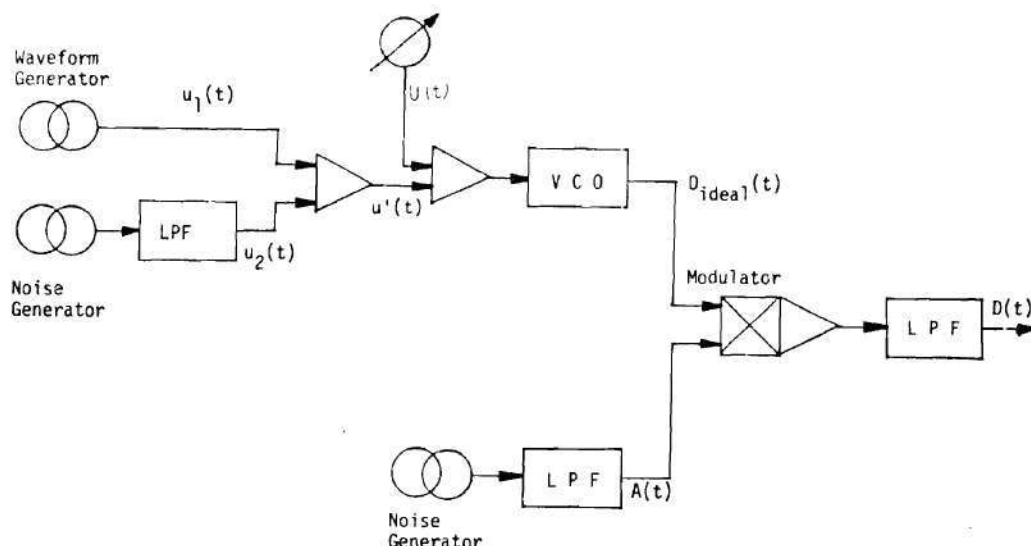 Waveform
Generator
u1(t)
U(t)
V C O
Dideal(t)
u'(t)
LPF
u2(t)
Noise
Generator
Modulator
L P F
D(t)
L P F
A(t)
Noise
Generator